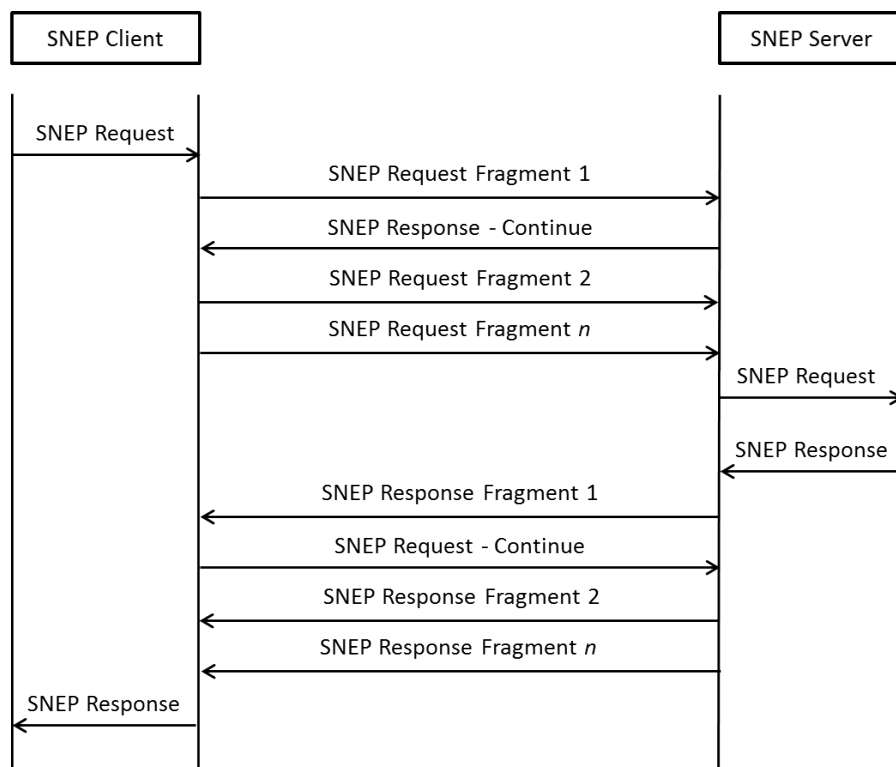 SNEP Client
SNEP Server
SNEP Request
SNEP Request Fragment 1
SNEP Response - Continue
SNEP Request Fragment 2
SNEP Request Fragment n
SNEP Request
SNEP Response
SNEP Response Fragment 1
SNEP Request - Continue
SNEP Response Fragment 2
SNEP Response Fragment n
SNEP Response